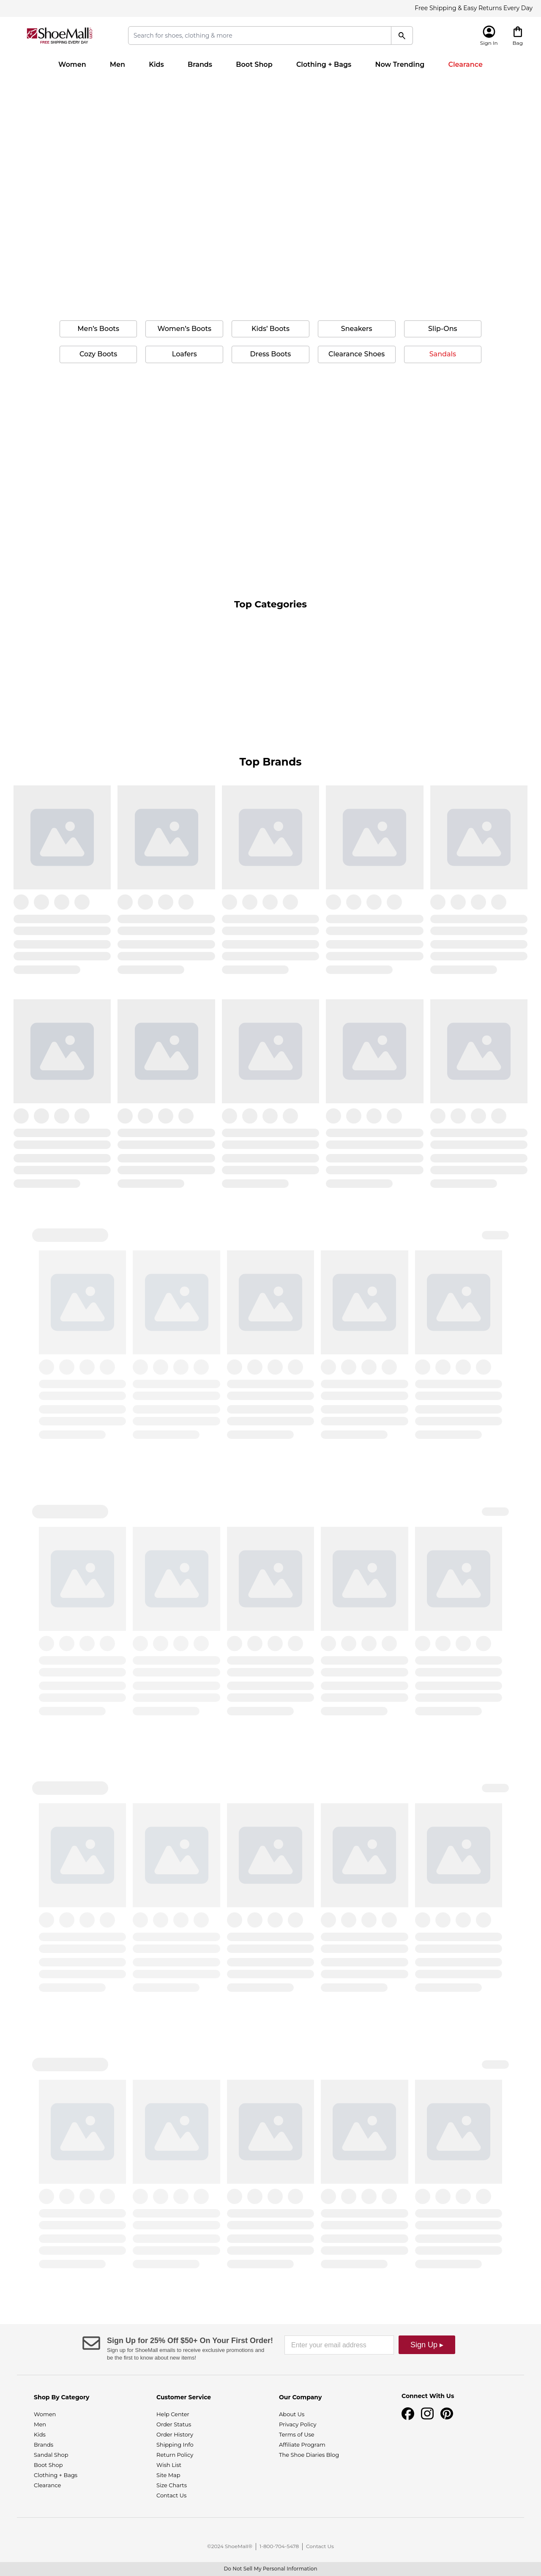 Free Shipping & Easy Returns Every Day
ShoeMall
FREE SHIPPING EVERY DAY
Search for shoes, clothing & more
Sign In
Bag
Women Men Kids Brands Boot Shop Clothing + Bags Now Trending Clearance
Men's Boots Women's Boots Kids' Boots Sneakers Slip-Ons
Cozy Boots Loafers Dress Boots Clearance Shoes Sandals
Top Categories
Top Brands
Sign Up for 25% Off $50+ On Your First Order!
Sign up for ShoeMall emails to receive exclusive promotions and
be the first to know about new items!
Enter your email address
Sign Up ▸
Shop By Category
Women
Men
Kids
Brands
Sandal Shop
Boot Shop
Clothing + Bags
Clearance
Customer Service
Help Center
Order Status
Order History
Shipping Info
Return Policy
Wish List
Site Map
Size Charts
Contact Us
Our Company
About Us
Privacy Policy
Terms of Use
Affiliate Program
The Shoe Diaries Blog
Connect With Us
©2024 ShoeMall® | 1-800-704-5478 | Contact Us
Do Not Sell My Personal Information